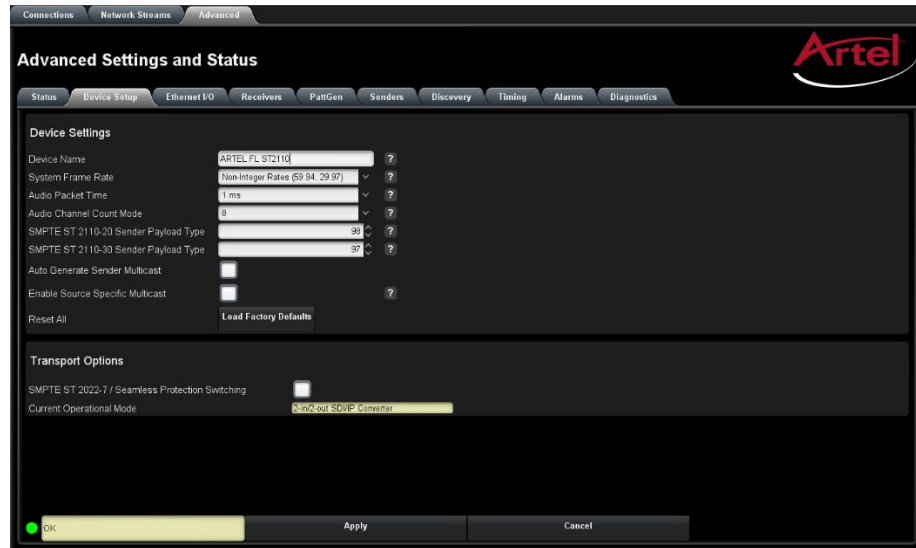 Connections Network Streams Advanced
Advanced Settings and Status
Artel
Status Device Setup Ethernet I/O Receivers PattGen Senders Discovery Timing Alarms Diagnostics
Device Settings
Device Name ARTEL FL ST2110 ?
System Frame Rate Non-Integer Rates (59.94, 29.97) ?
Audio Packet Time 1 ms ?
Audio Channel Count Mode 8 ?
SMPTE ST 2110-20 Sender Payload Type 98 ?
SMPTE ST 2110-30 Sender Payload Type 97 ?
Auto Generate Sender Multicast
Enable Source Specific Multicast ?
Reset All Load Factory Defaults
Transport Options
SMPTE ST 2022-7 / Seamless Protection Switching
Current Operational Mode 2-in/2-out SDI/IP Converter
OK Apply Cancel